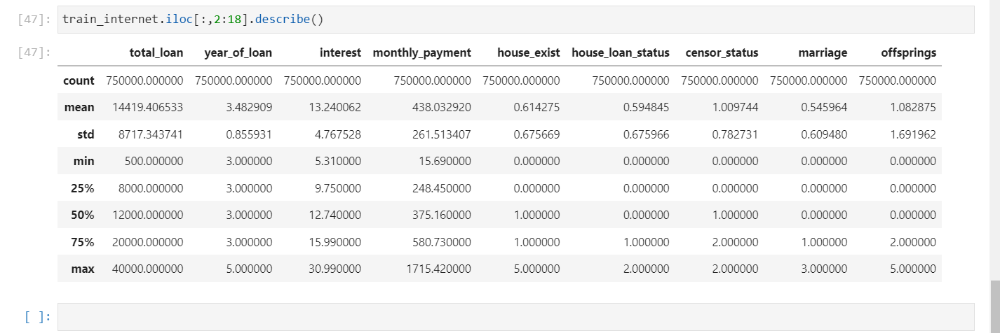 [47]: train_internet.iloc[:,2:18].describe()
[47]: total_loan year_of_loan interest monthly_payment house_exist house_loan_status censor_status marriage offsprings
count 750000.000000 750000.000000 750000.000000 750000.000000 750000.000000 750000.000000 750000.000000 750000.000000 750000.000000
mean 14419.406533 3.482909 13.240062 438.032920 0.614275 0.594845 1.009744 0.545964 1.082875
std 8717.343741 0.855931 4.767528 261.513407 0.675669 0.675966 0.782731 0.609480 1.691962
min 500.000000 3.000000 5.310000 15.690000 0.000000 0.000000 0.000000 0.000000 0.000000
25% 8000.000000 3.000000 9.750000 248.450000 0.000000 0.000000 0.000000 0.000000 0.000000
50% 12000.000000 3.000000 12.740000 375.160000 1.000000 0.000000 1.000000 0.000000 0.000000
75% 20000.000000 3.000000 15.990000 580.730000 1.000000 1.000000 2.000000 1.000000 2.000000
max 40000.000000 5.000000 30.990000 1715.420000 5.000000 2.000000 2.000000 3.000000 5.000000
[ ]: